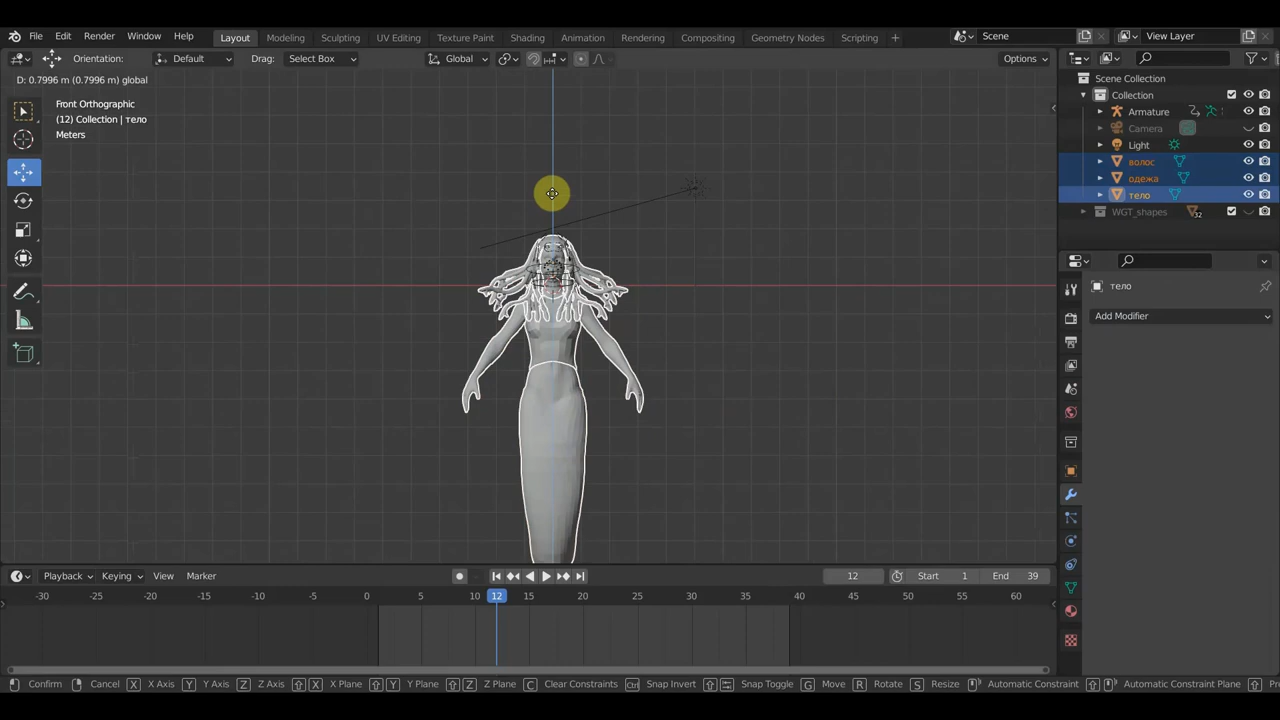 File Edit Render Window Help Layout Modeling Sculpting UV Editing Texture Paint Shading Animation Rendering Compositing Geometry Nodes Scripting + Scene View Layer
Orientation: Default Drag: Select Box Global Options
D: 0.7996 m (0.7996 m) global
Front Orthographic
(12) Collection | тело
Meters
Scene Collection
Collection
Armature
Camera
Light
волос
одежа
тело
WGT_shapes 32
тело
Add Modifier
Playback Keying View Marker 12 Start 1 End 39
-30 -25 -20 -15 -10 -5 0 5 10 12 15 20 25 30 35 40 45 50 55 60
Confirm Cancel X X Axis Y Y Axis Z Z Axis X X Plane Y Y Plane Z Z Plane C Clear Constraints Ctrl Snap Invert Snap Toggle G Move R Rotate S Resize Automatic Constraint Automatic Constraint Plane